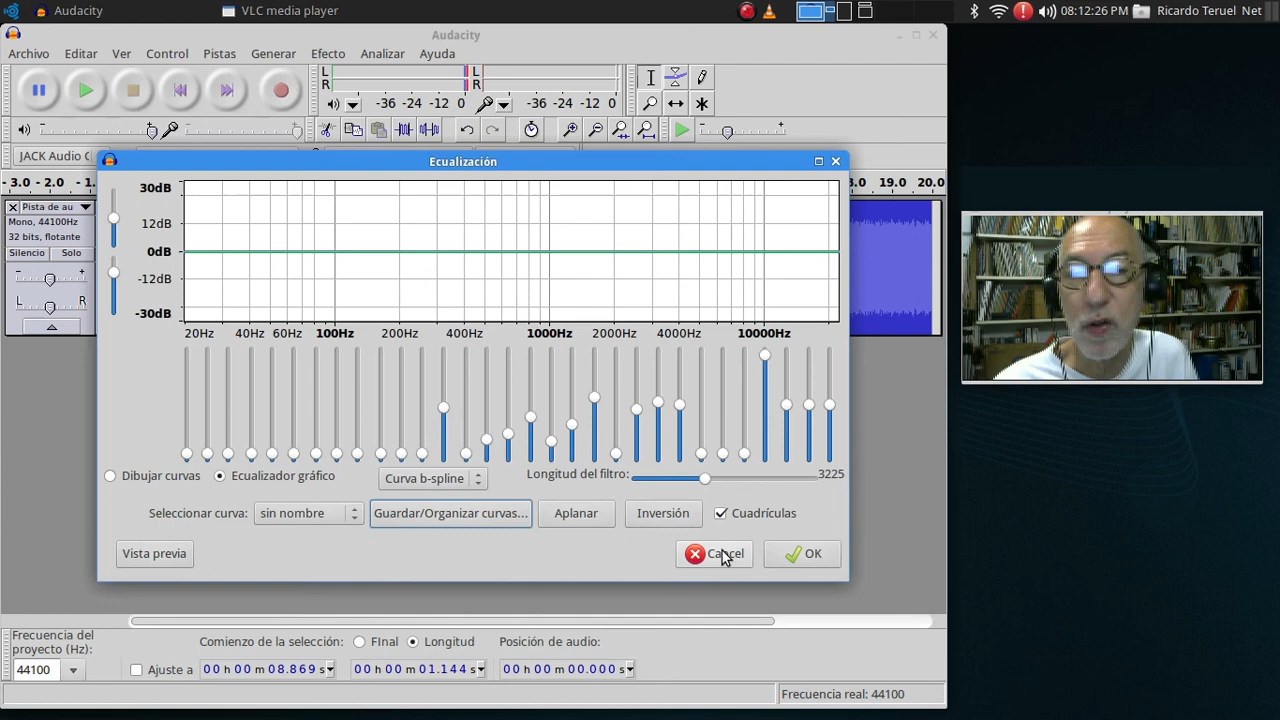 Audacity VLC media player 08:12:26 PM Ricardo Teruel Net
Audacity
Archivo Editar Ver Control Pistas Generar Efecto Analizar Ayuda
L L
R R
-36 -24 -12 0 -36 -24 -12 0
JACK Audio C
Ecualización
- 3.0 - 2.0 - 1. 18.0 19.0 20.0
Pista de au
Mono, 44100Hz
32 bits, flotante
Silencio Solo
- +
L R
30dB
12dB
0dB
-12dB
-30dB
20Hz 40Hz 60Hz 100Hz 200Hz 400Hz 1000Hz 2000Hz 4000Hz 10000Hz
Dibujar curvas Ecualizador gráfico Curva b-spline Longitud del filtro: 3225
Seleccionar curva: sin nombre Guardar/Organizar curvas... Aplanar Inversión Cuadrículas
Vista previa Cancel OK
Frecuencia del
proyecto (Hz):
Comienzo de la selección: FInal Longitud Posición de audio:
44100 Ajuste a 00 h 00 m 08.869 s 00 h 00 m 01.144 s 00 h 00 m 00.000 s
Frecuencia real: 44100